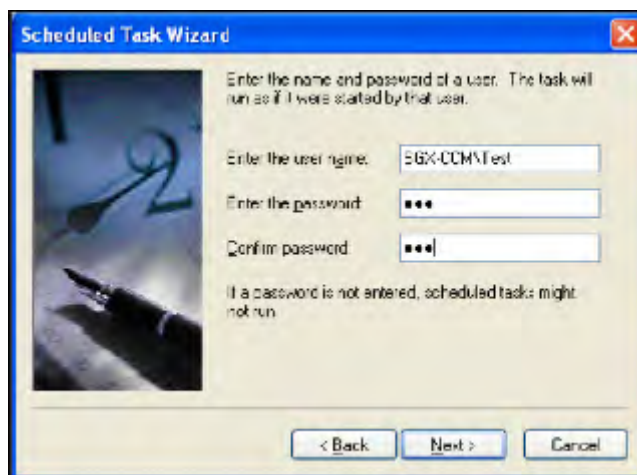 Scheduled Task Wizard
Enter the name and password of a user. The task will
run as if it were started by that user.
Enter the user name:
SGX-CCM\Test
Enter the password:
●●●
Confirm password:
●●●
If a password is not entered, scheduled tasks might
not run.
< Back
Next >
Cancel
2